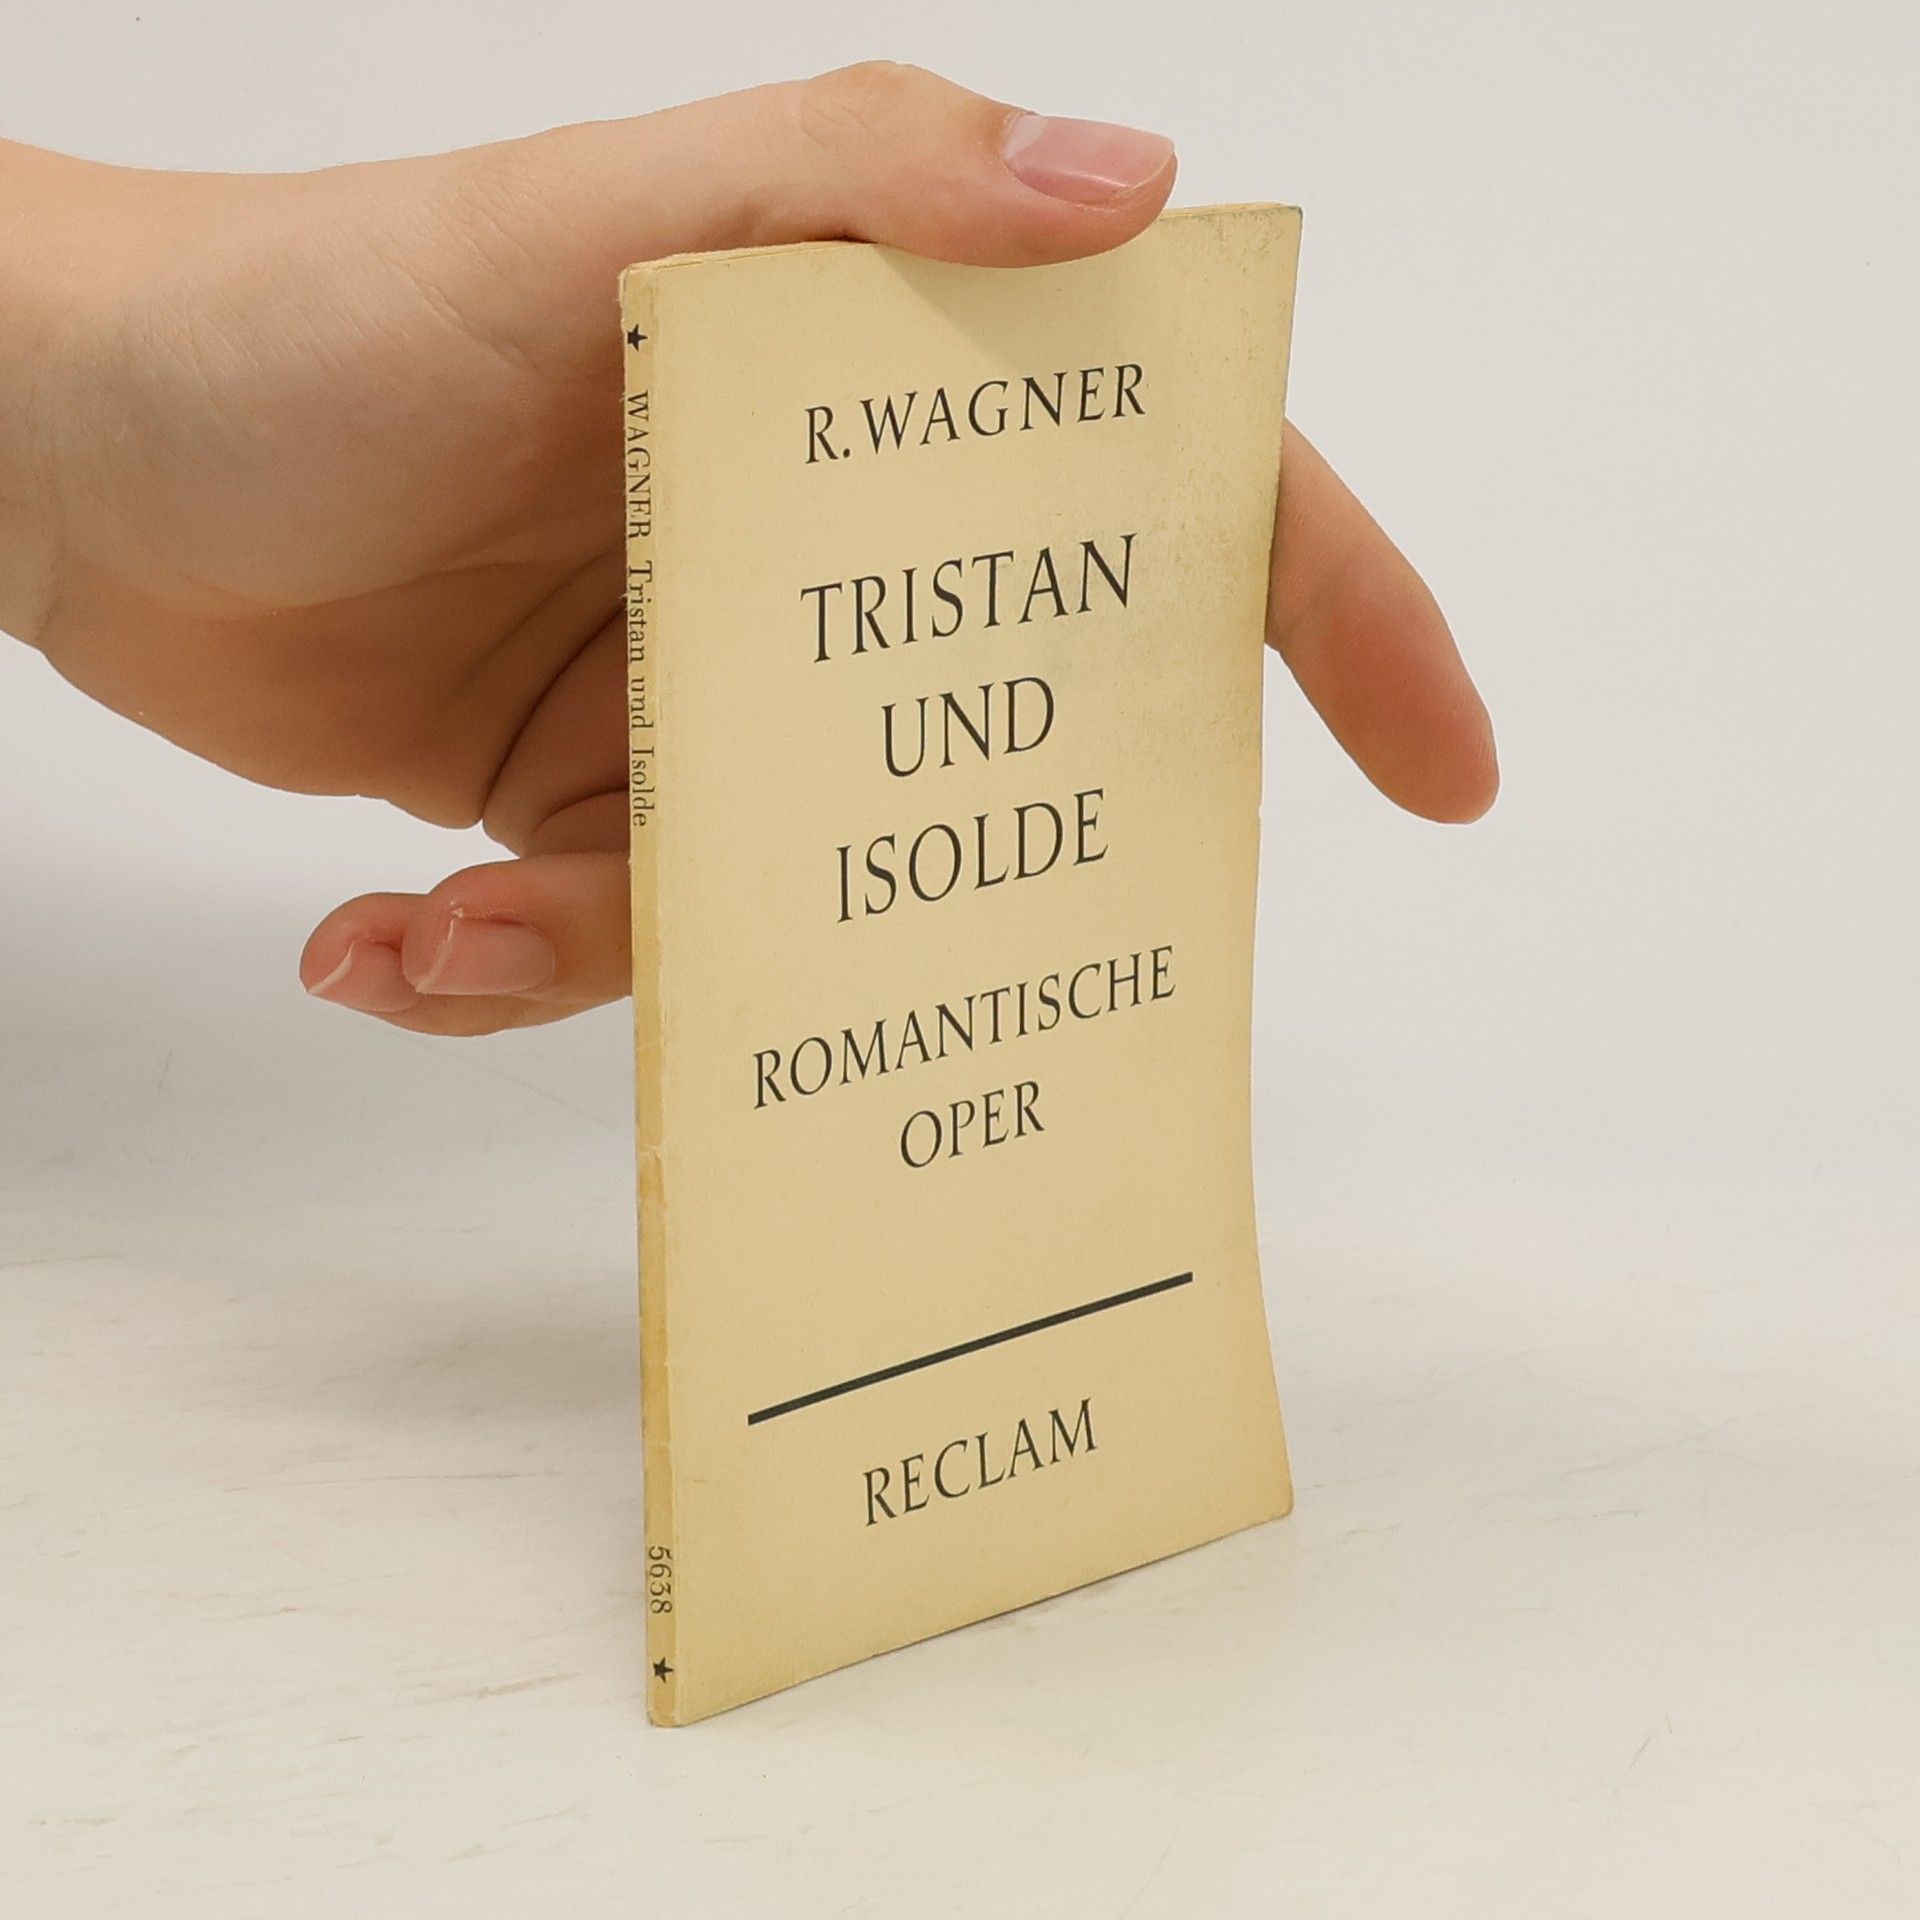 R. WAGNER
TRISTAN
UND
ISOLDE
ROMANTISCHE
OPER
RECLAM
★ WAGNER Tristan und Isolde 5638 ★